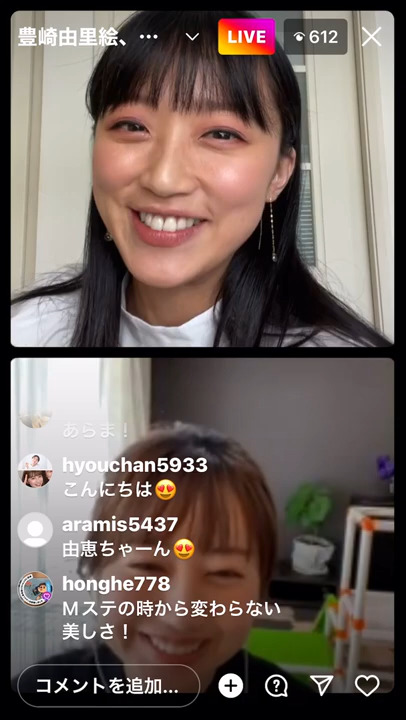 豊崎由里絵、 ...
LIVE
612
あらま！
hyouchan5933
こんにちは😍
aramis5437
由恵ちゃーん😍
honghe778
Mステの時から変わらない
美しさ！
コメントを追加...